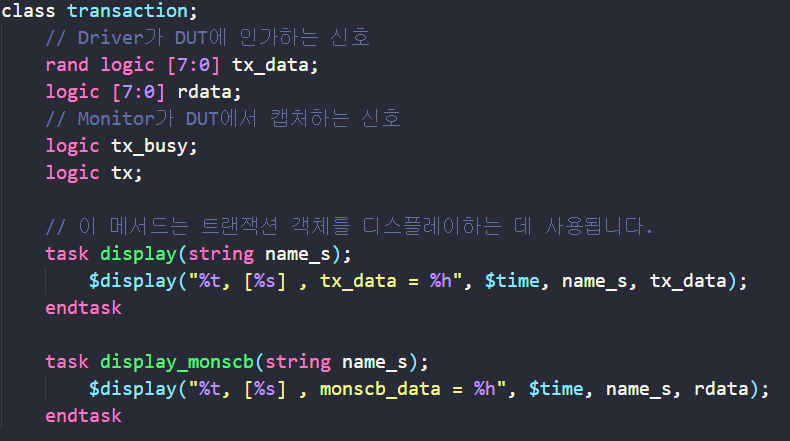 class transaction;
    // Driver가 DUT에 인가하는 신호
    rand logic [7:0] tx_data;
    logic [7:0] rdata;
    // Monitor가 DUT에서 캡처하는 신호
    logic tx_busy;
    logic tx;

    // 이 메서드는 트랜잭션 객체를 디스플레이하는 데 사용됩니다.
    task display(string name_s);
        $display("%t, [%s] , tx_data = %h", $time, name_s, tx_data);
    endtask

    task display_monscb(string name_s);
        $display("%t, [%s] , monscb_data = %h", $time, name_s, rdata);
    endtask